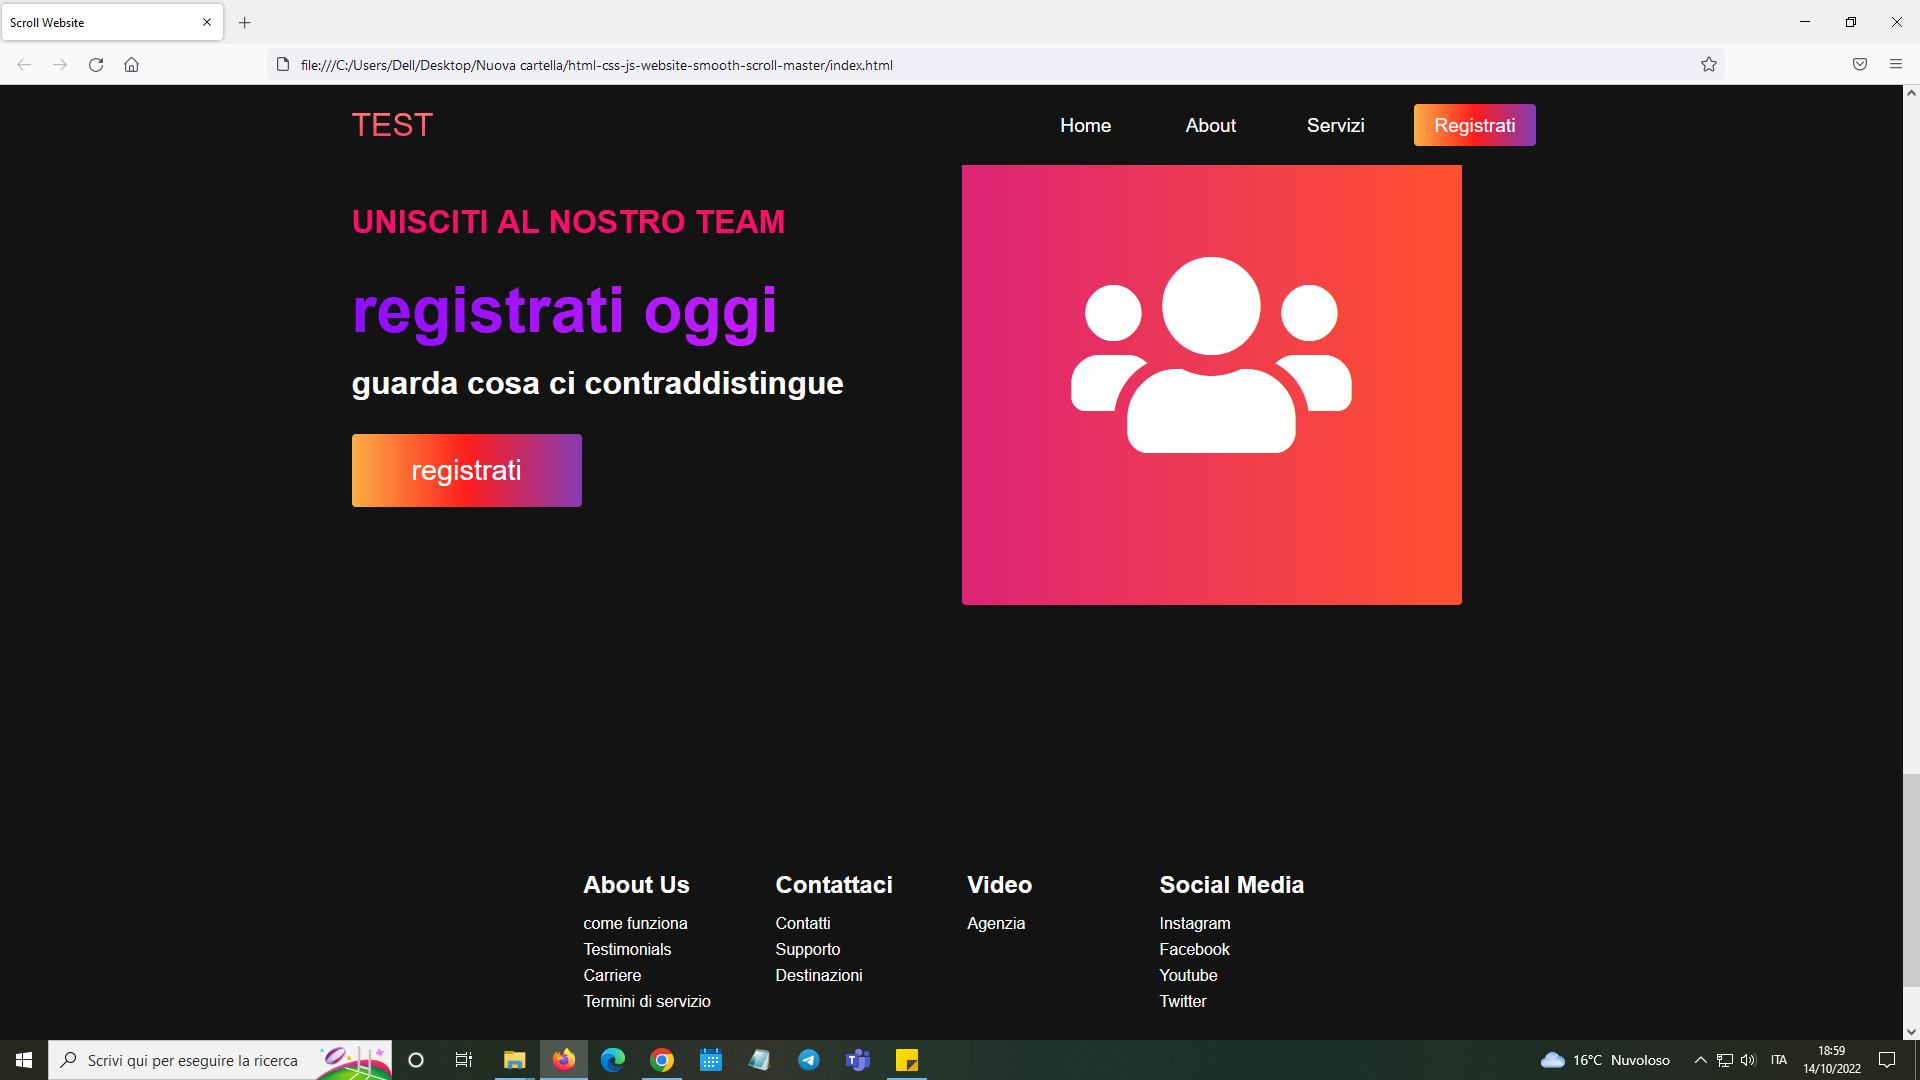 Scroll Website
file:///C:/Users/Dell/Desktop/Nuova cartella/html-css-js-website-smooth-scroll-master/index.html
TEST
Home About Servizi Registrati
UNISCITI AL NOSTRO TEAM
registrati oggi
guarda cosa ci contraddistingue
registrati
About Us
come funziona
Testimonials
Carriere
Termini di servizio
Contattaci
Contatti
Supporto
Destinazioni
Video
Agenzia
Social Media
Instagram
Facebook
Youtube
Twitter
Scrivi qui per eseguire la ricerca
16°C Nuvoloso
ITA
18:59
14/10/2022